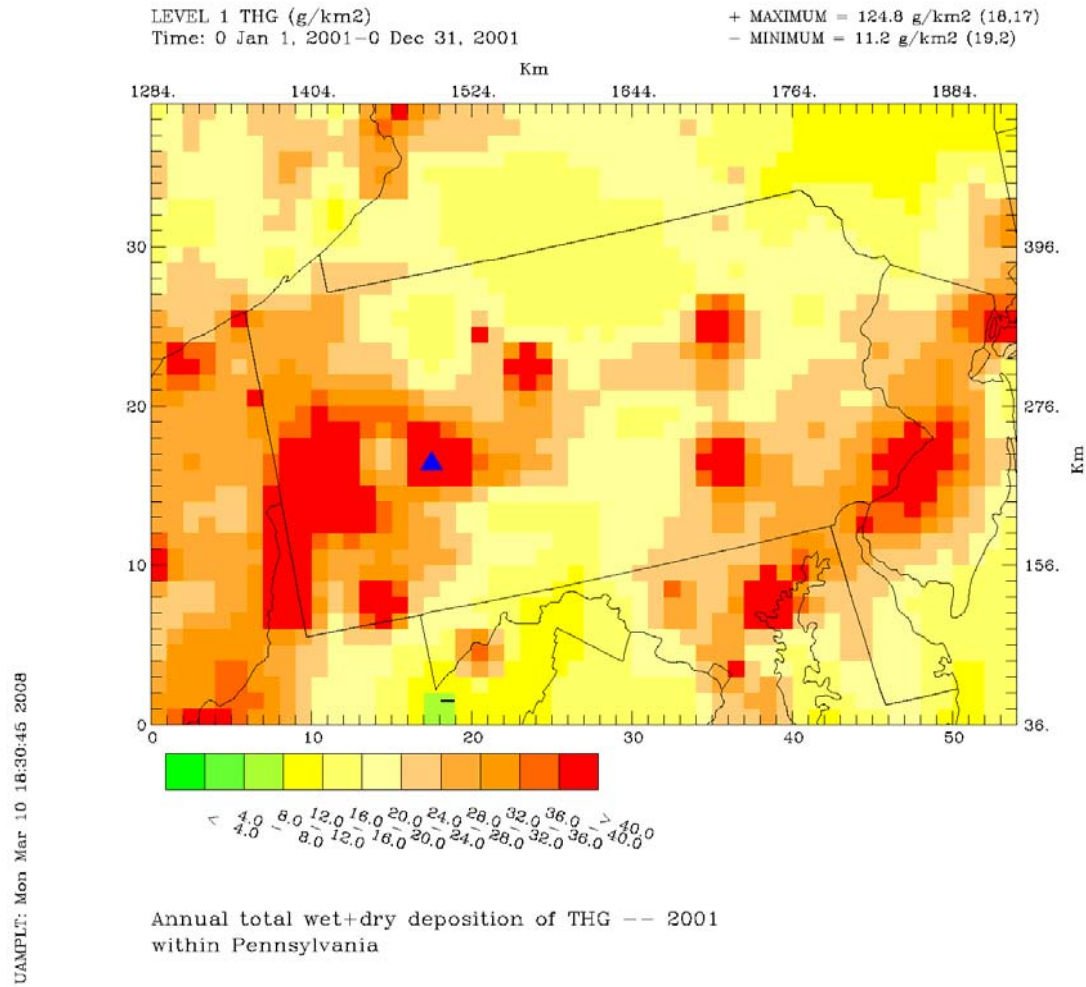 LEVEL 1 THG (g/km2)
Time: 0 Jan 1, 2001-0 Dec 31, 2001
+ MAXIMUM = 124.8 g/km2 (18,17)
- MINIMUM = 11.2 g/km2 (19,2)
Km
1284. 1404. 1524. 1644. 1764. 1884.
30 396.
20 276.
Km
10 156.
0 36.
0 10 20 30 40 50
< 4.0
4.0 - 8.0
8.0 - 12.0
12.0 - 16.0
16.0 - 20.0
20.0 - 24.0
24.0 - 28.0
28.0 - 32.0
32.0 - 36.0
36.0 - 40.0
> 40.0
Annual total wet+dry deposition of THG -- 2001
within Pennsylvania
UAMPLT: Mon Mar 10 18:30:45 2008